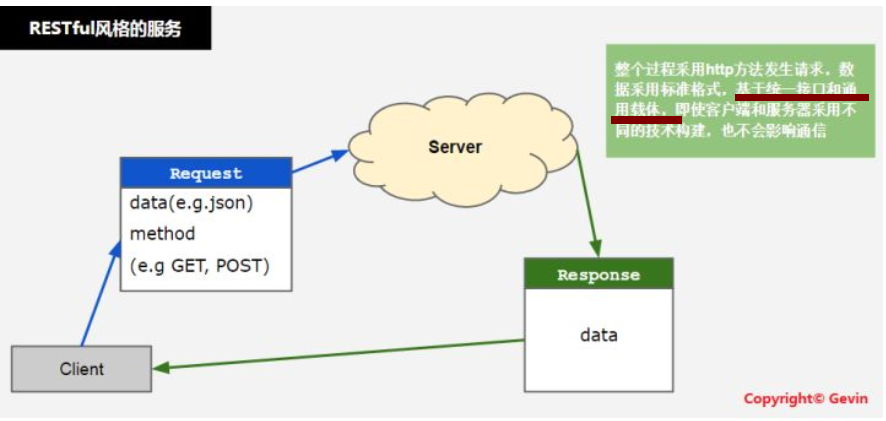 RESTful风格的服务
整个过程采用http方法发生请求，数
据采用标准格式，基于统一接口和通
用载体，即使客户端和服务器采用不
同的技术构建，也不会影响通信
Server
Request
data(e.g.json)
method
(e.g GET, POST)
Response
data
Client
Copyright© Gevin